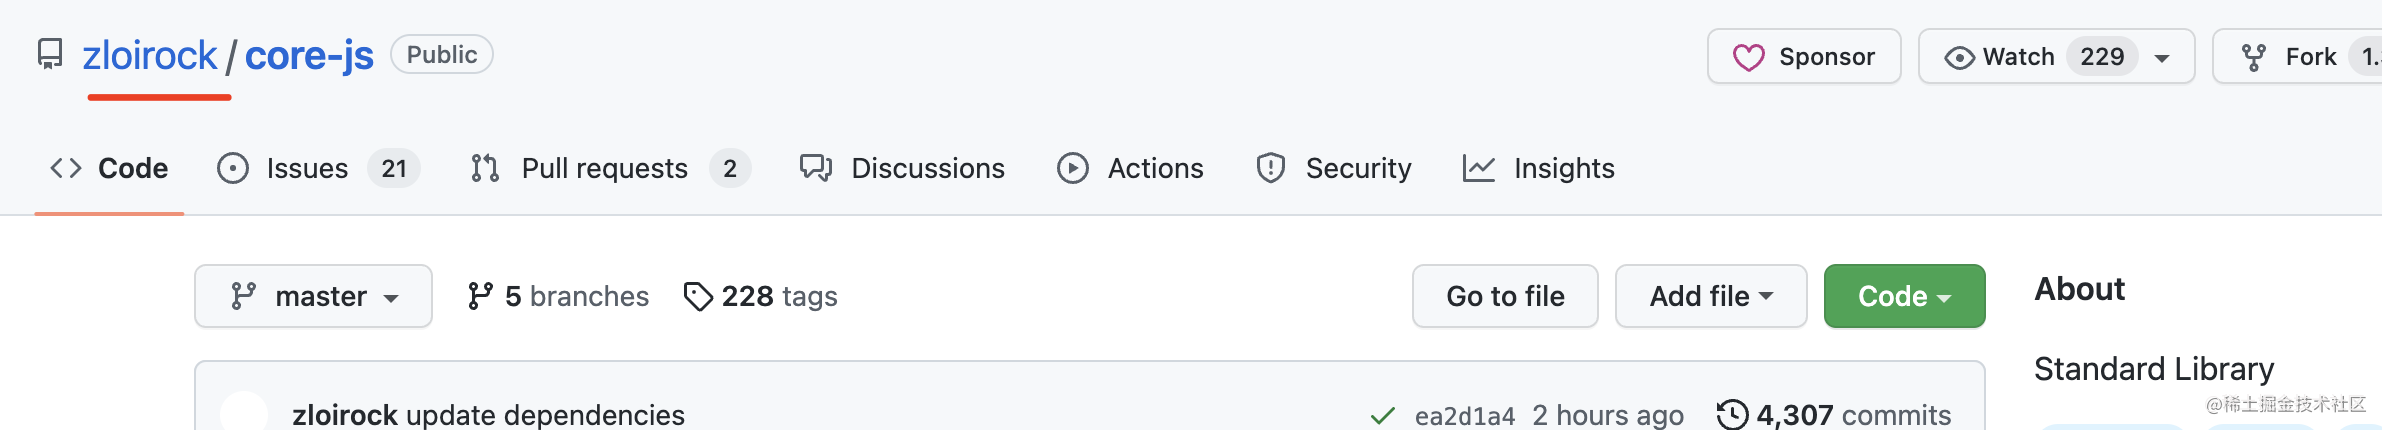 zloirock / core-js Public Sponsor Watch 229 Fork
Code Issues 21 Pull requests 2 Discussions Actions Security Insights
master 5 branches 228 tags Go to file Add file Code About
Standard Library
zloirock update dependencies ea2d1a4 2 hours ago 4,307 commits
@稀土掘金技术社区